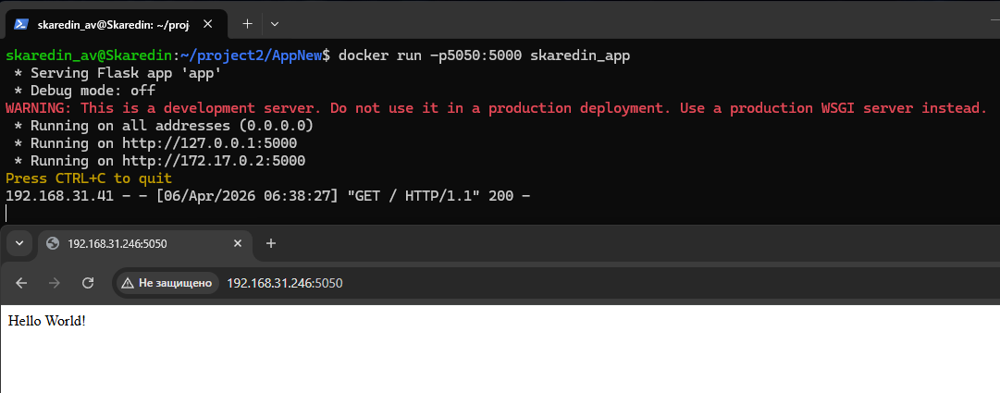 skaredin_av@Skaredin: ~/proj
skaredin_av@Skaredin:~/project2/AppNew$ docker run -p5050:5000 skaredin_app
 * Serving Flask app 'app'
 * Debug mode: off
WARNING: This is a development server. Do not use it in a production deployment. Use a production WSGI server instead.
 * Running on all addresses (0.0.0.0)
 * Running on http://127.0.0.1:5000
 * Running on http://172.17.0.2:5000
Press CTRL+C to quit
192.168.31.41 - - [06/Apr/2026 06:38:27] "GET / HTTP/1.1" 200 -
192.168.31.246:5050
Не защищено 192.168.31.246:5050
Hello World!